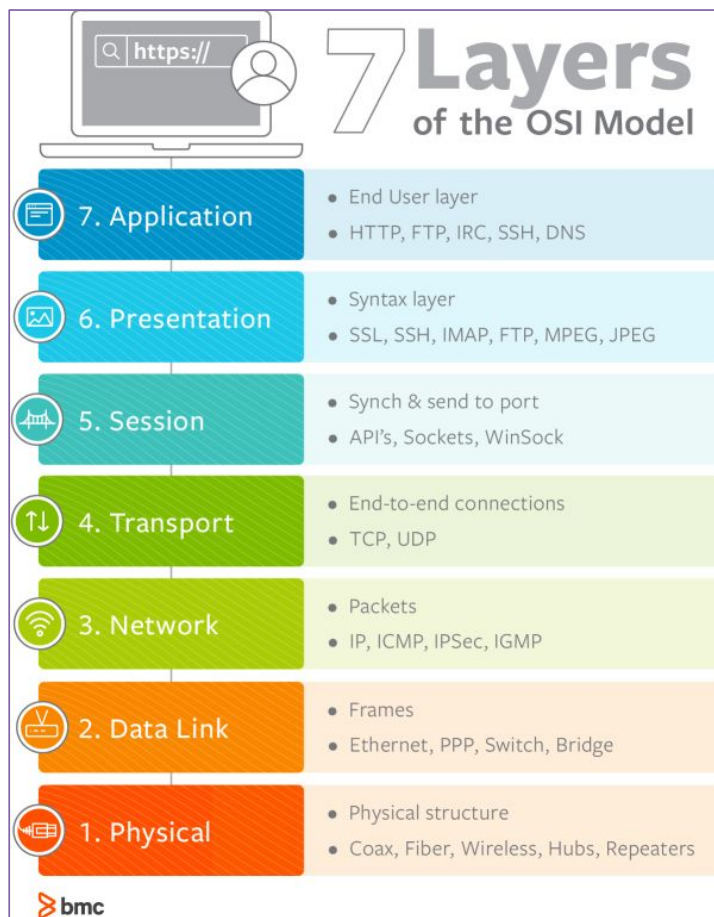 https://
7 Layers
of the OSI Model
7. Application
• End User layer
• HTTP, FTP, IRC, SSH, DNS
6. Presentation
• Syntax layer
• SSL, SSH, IMAP, FTP, MPEG, JPEG
5. Session
• Synch & send to port
• API's, Sockets, WinSock
4. Transport
• End-to-end connections
• TCP, UDP
3. Network
• Packets
• IP, ICMP, IPSec, IGMP
2. Data Link
• Frames
• Ethernet, PPP, Switch, Bridge
1. Physical
• Physical structure
• Coax, Fiber, Wireless, Hubs, Repeaters
bmc